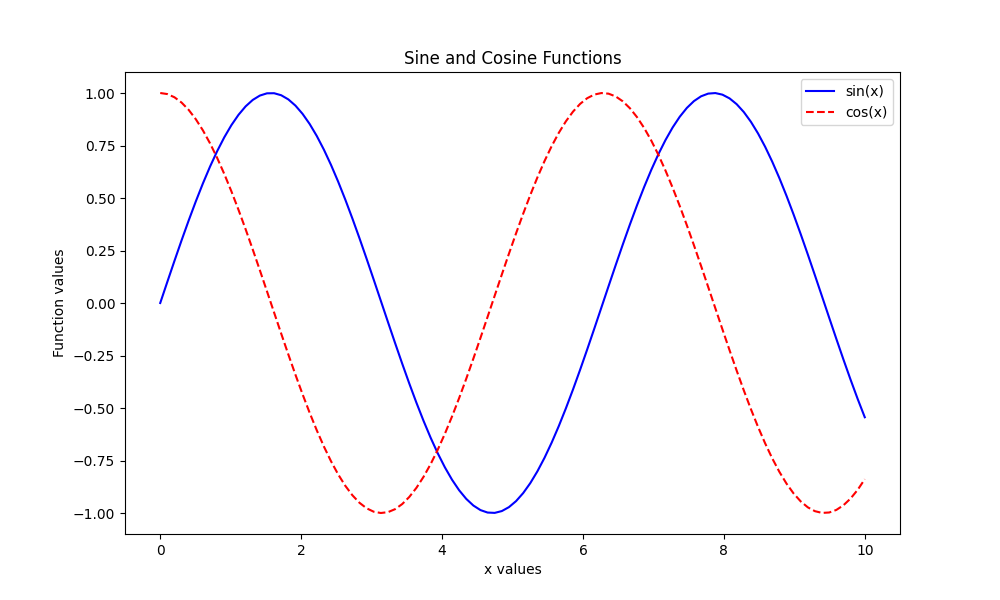 Sine and Cosine Functions
sin(x)
cos(x)
1.00
0.75
0.50
0.25
0.00
−0.25
−0.50
−0.75
−1.00
Function values
0 2 4 6 8 10
x values